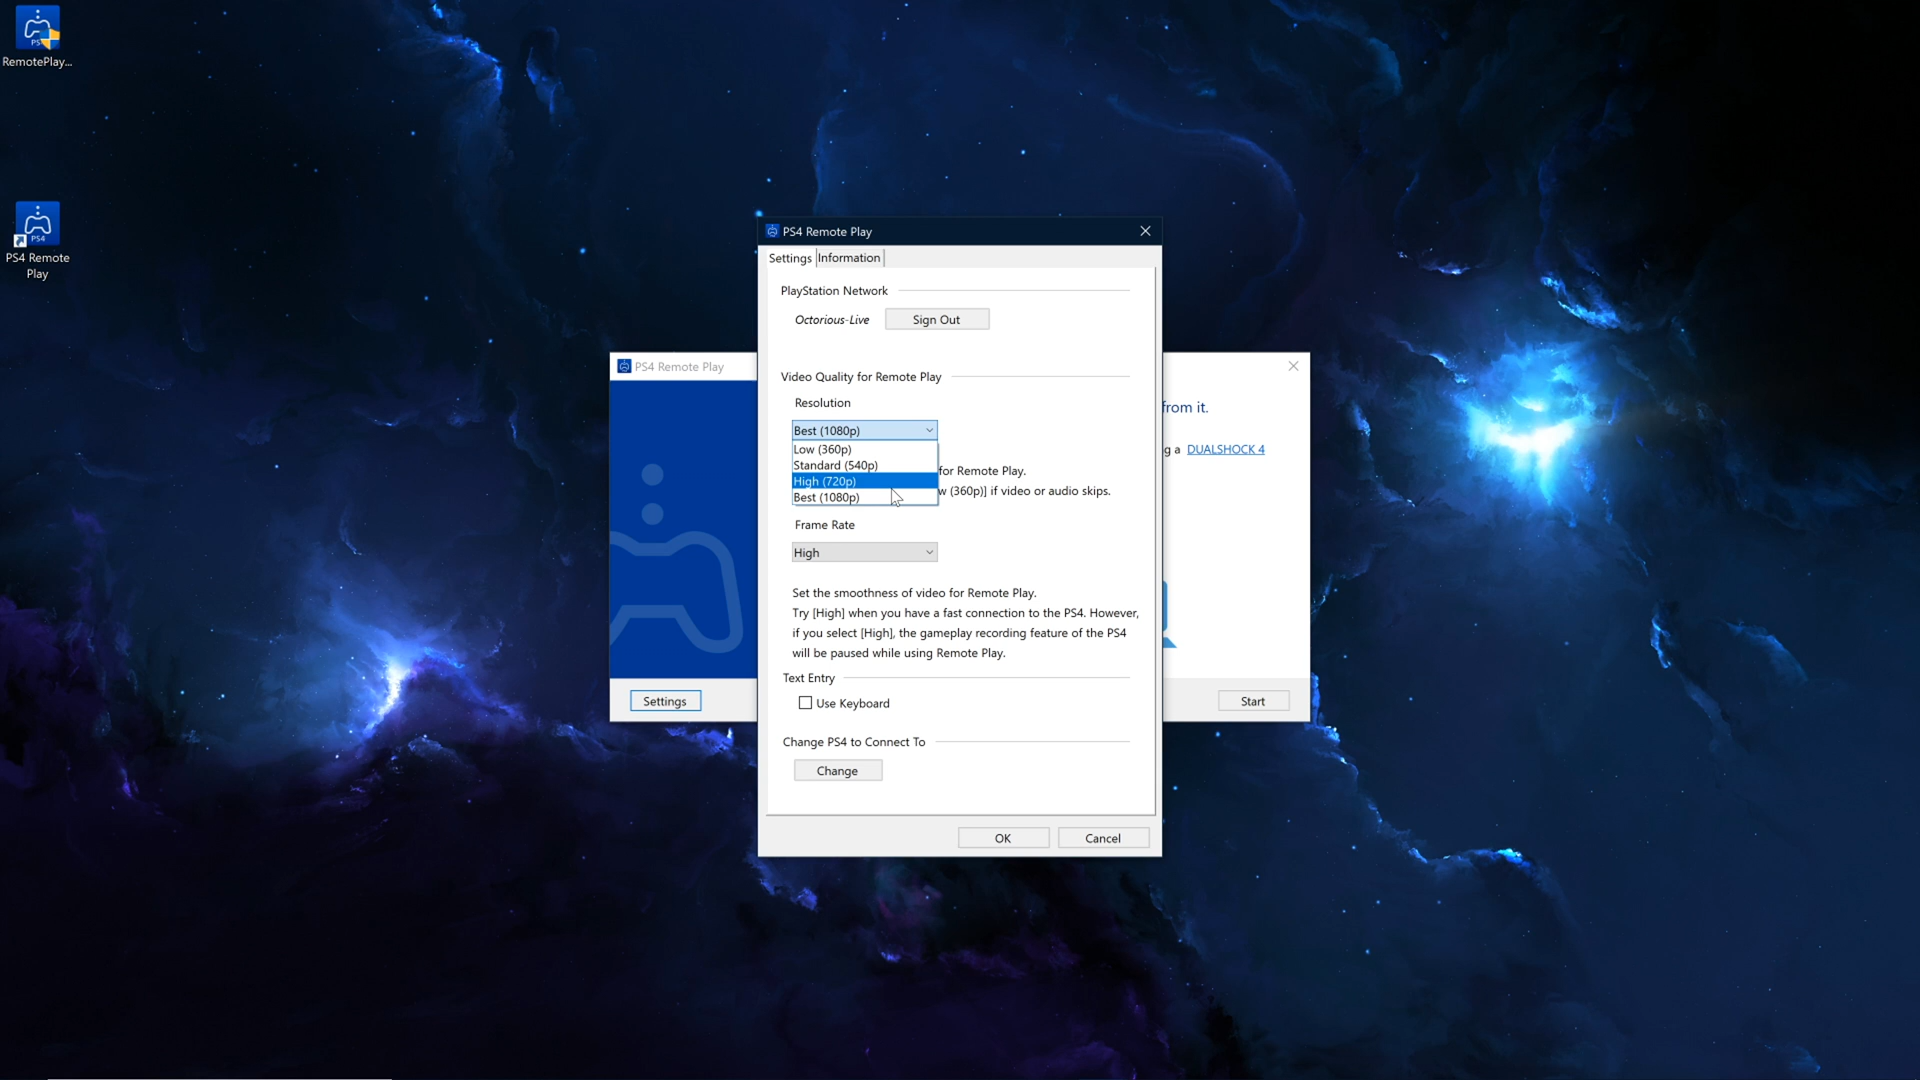 PS4
RemotePlay...
PS4
PS4 Remote
Play
PS4 Remote Play
Settings
Information
PlayStation Network
Octorious-Live
Sign Out
Video Quality for Remote Play
Resolution
Best (1080p)
Low (360p)
Standard (540p)
High (720p)
Best (1080p)
for Remote Play.
w (360p)] if video or audio skips.
Frame Rate
High
Set the smoothness of video for Remote Play.
Try [High] when you have a fast connection to the PS4. However,
if you select [High], the gameplay recording feature of the PS4
will be paused while using Remote Play.
Text Entry
Use Keyboard
Change PS4 to Connect To
Change
OK
Cancel
PS4 Remote Play
from it.
g a DUALSHOCK 4
Settings
Start